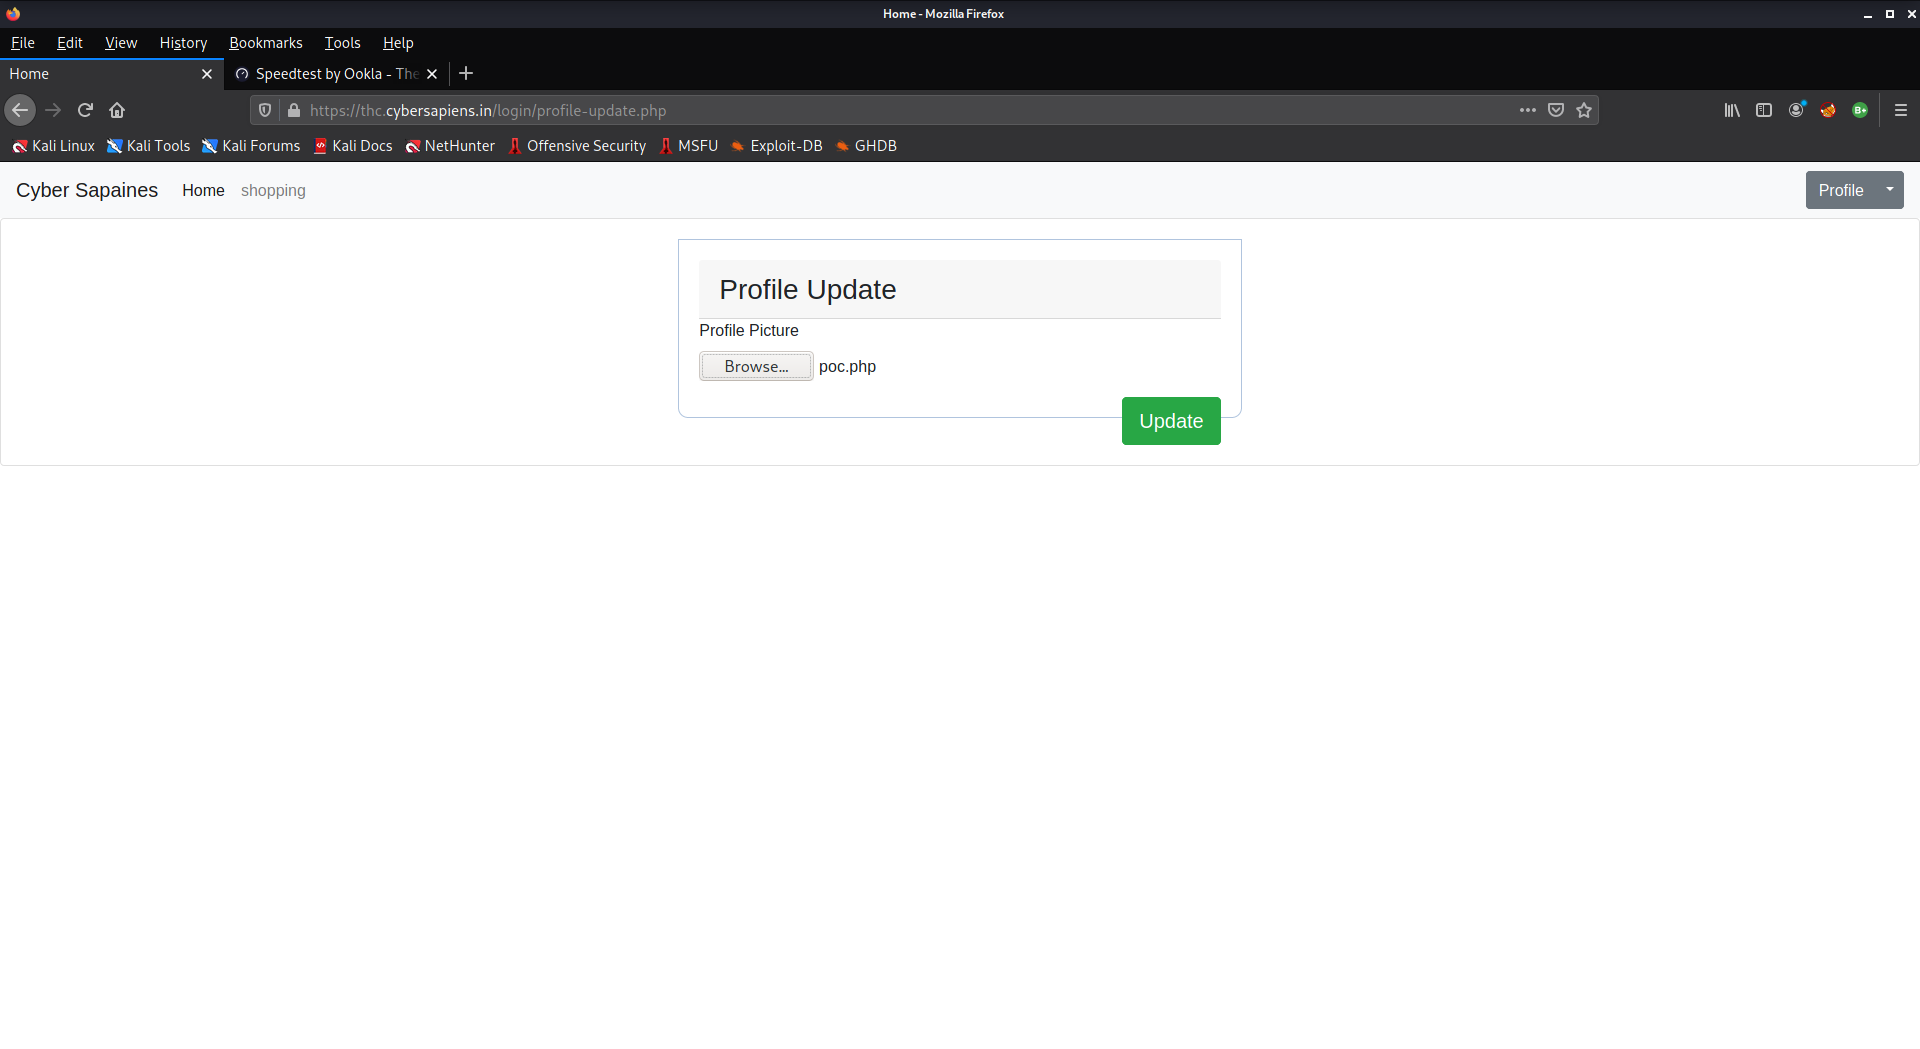 Home - Mozilla Firefox
File Edit View History Bookmarks Tools Help
Home Speedtest by Ookla - The
https://thc.cybersapiens.in/login/profile-update.php B+
Kali Linux Kali Tools Kali Forums Kali Docs NetHunter Offensive Security MSFU Exploit-DB GHDB
Cyber Sapaines Home shopping Profile
Profile Update
Profile Picture
Browse... poc.php
Update